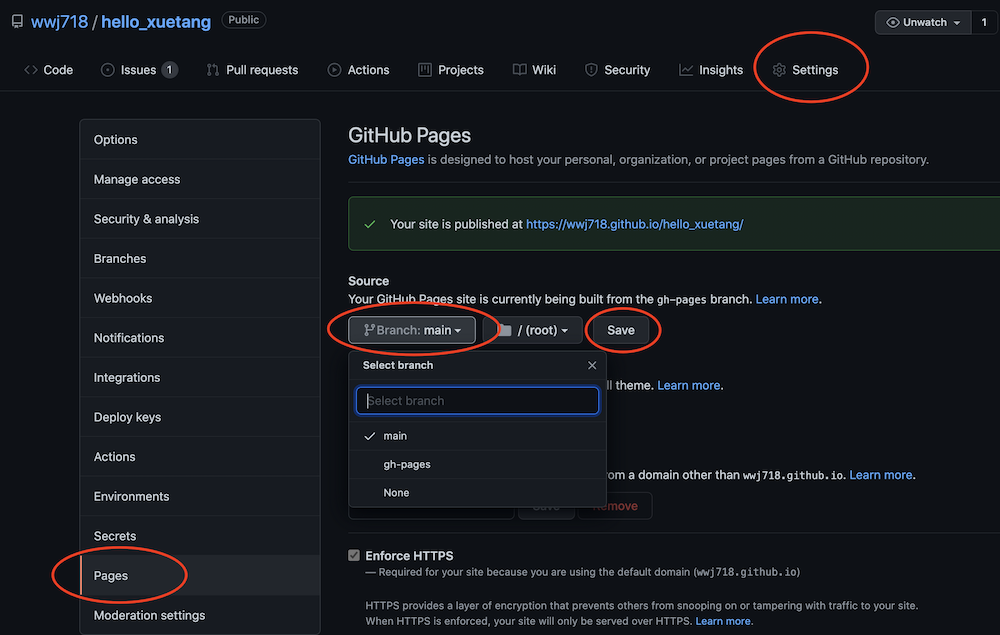 wwj718 / hello_xuetang Public
Unwatch 1
Code Issues 1 Pull requests Actions Projects Wiki Security Insights Settings
Options
Manage access
Security & analysis
Branches
Webhooks
Notifications
Integrations
Deploy keys
Actions
Environments
Secrets
Pages
Moderation settings
GitHub Pages
GitHub Pages is designed to host your personal, organization, or project pages from a GitHub repository.
Your site is published at https://wwj718.github.io/hello_xuetang/
Source
Your GitHub Pages site is currently being built from the gh-pages branch. Learn more.
Branch: main / (root) Save
Select branch
Select branch
main
gh-pages
None
ll theme. Learn more.
om a domain other than wwj718.github.io. Learn more.
Save Remove
Enforce HTTPS
— Required for your site because you are using the default domain (wwj718.github.io)
HTTPS provides a layer of encryption that prevents others from snooping on or tampering with traffic to your site.
When HTTPS is enforced, your site will only be served over HTTPS. Learn more.